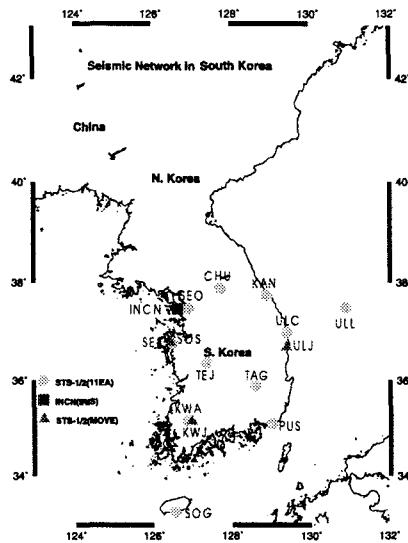 124˚ 126˚ 128˚ 130˚ 132˚
42˚ 42˚
Seismic Network in South Korea
China
N. Korea
40˚ 40˚
38˚ 38˚
CHU
KAN
SEO
INCN
ULC
ULL
SOS
ULJ
S. Korea
TEJ
TAG
STS-1/2(11EA)
INCN(IRIS)
STS-1/2(MOVE)
36˚ 36˚
KWA
KWJ
PUS
34˚ 34˚
SOG
124˚ 126˚ 128˚ 130˚ 132˚